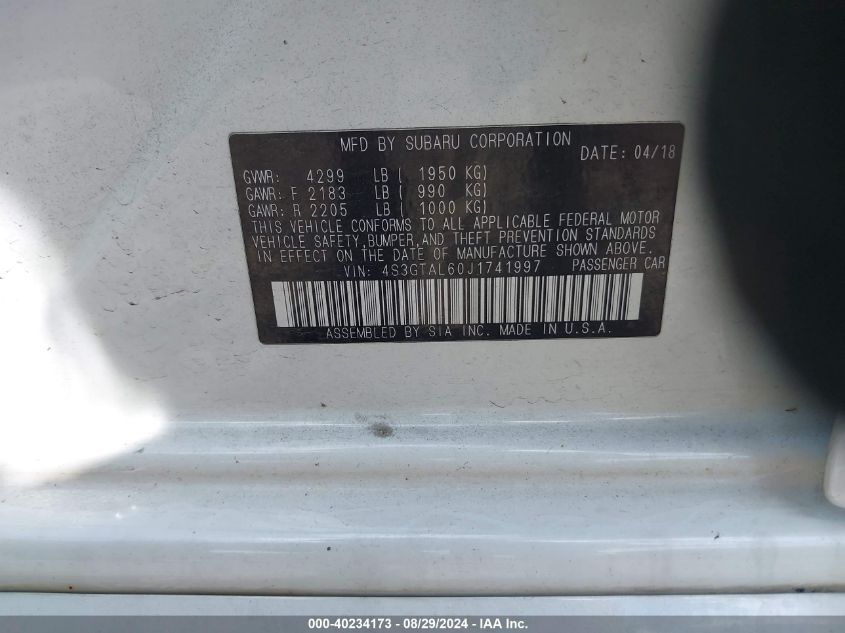 MFD BY SUBARU CORPORATION
DATE: 04/18
GVWR: 4299 LB ( 1950 KG)
GAWR: F 2183 LB ( 990 KG)
GAWR: R 2205 LB ( 1000 KG)
THIS VEHICLE CONFORMS TO ALL APPLICABLE FEDERAL MOTOR
VEHICLE SAFETY, BUMPER, AND THEFT PREVENTION STANDARDS
IN EFFECT ON THE DATE OF MANUFACTURE SHOWN ABOVE.
VIN: 4S3GTAL60J1741997 PASSENGER CAR
ASSEMBLED BY SIA INC. MADE IN U.S.A.
000-40234173 - 08/29/2024 - IAA Inc.